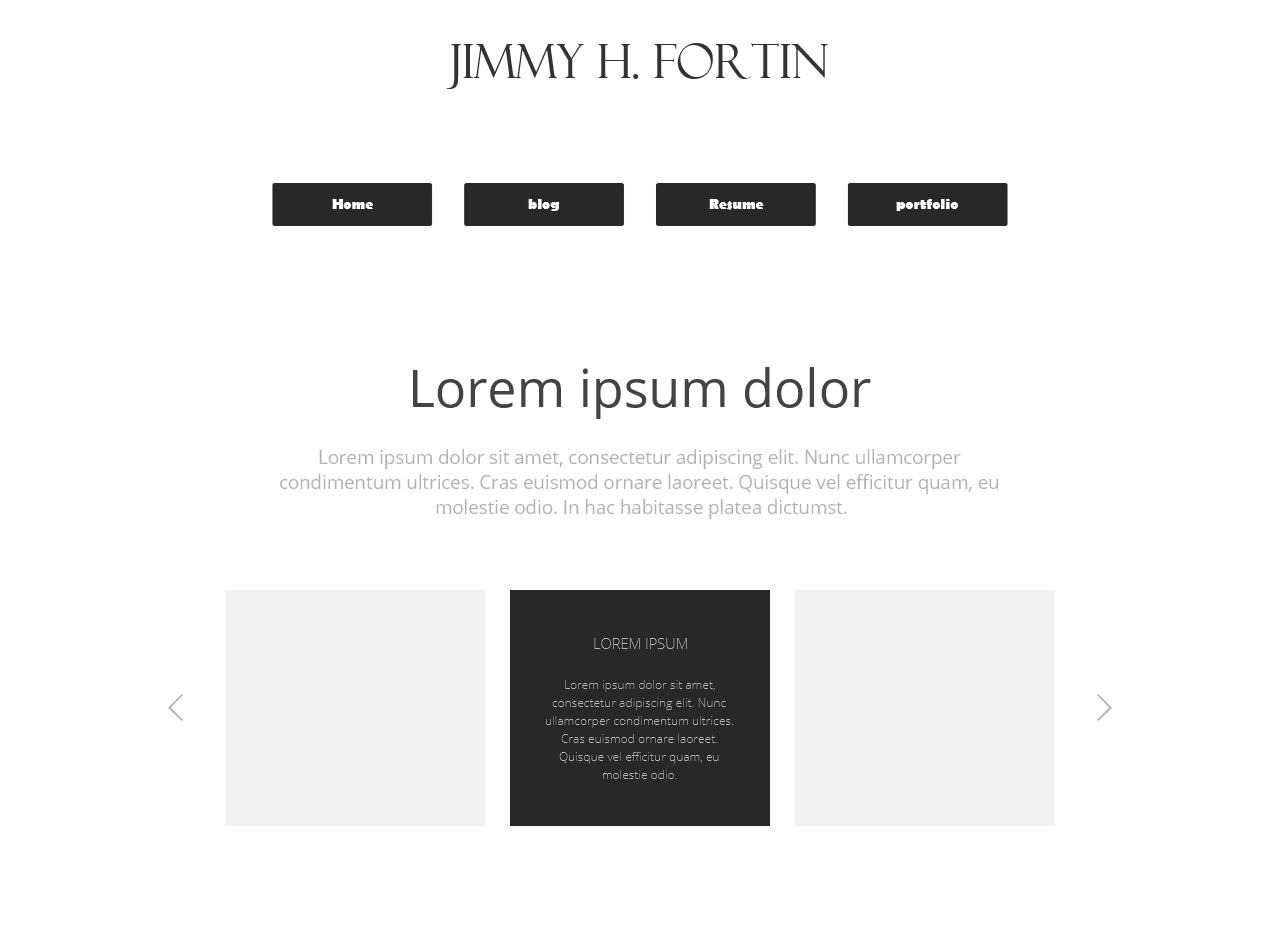 JIMMY H. FORTIN
Home
blog
Resume
portfolio
Lorem ipsum dolor
Lorem ipsum dolor sit amet, consectetur adipiscing elit. Nunc ullamcorper
condimentum ultrices. Cras euismod ornare laoreet. Quisque vel efficitur quam, eu
molestie odio. In hac habitasse platea dictumst.
LOREM IPSUM
Lorem ipsum dolor sit amet,
consectetur adipiscing elit. Nunc
ullamcorper condimentum ultrices.
Cras euismod ornare laoreet.
Quisque vel efficitur quam, eu
molestie odio.